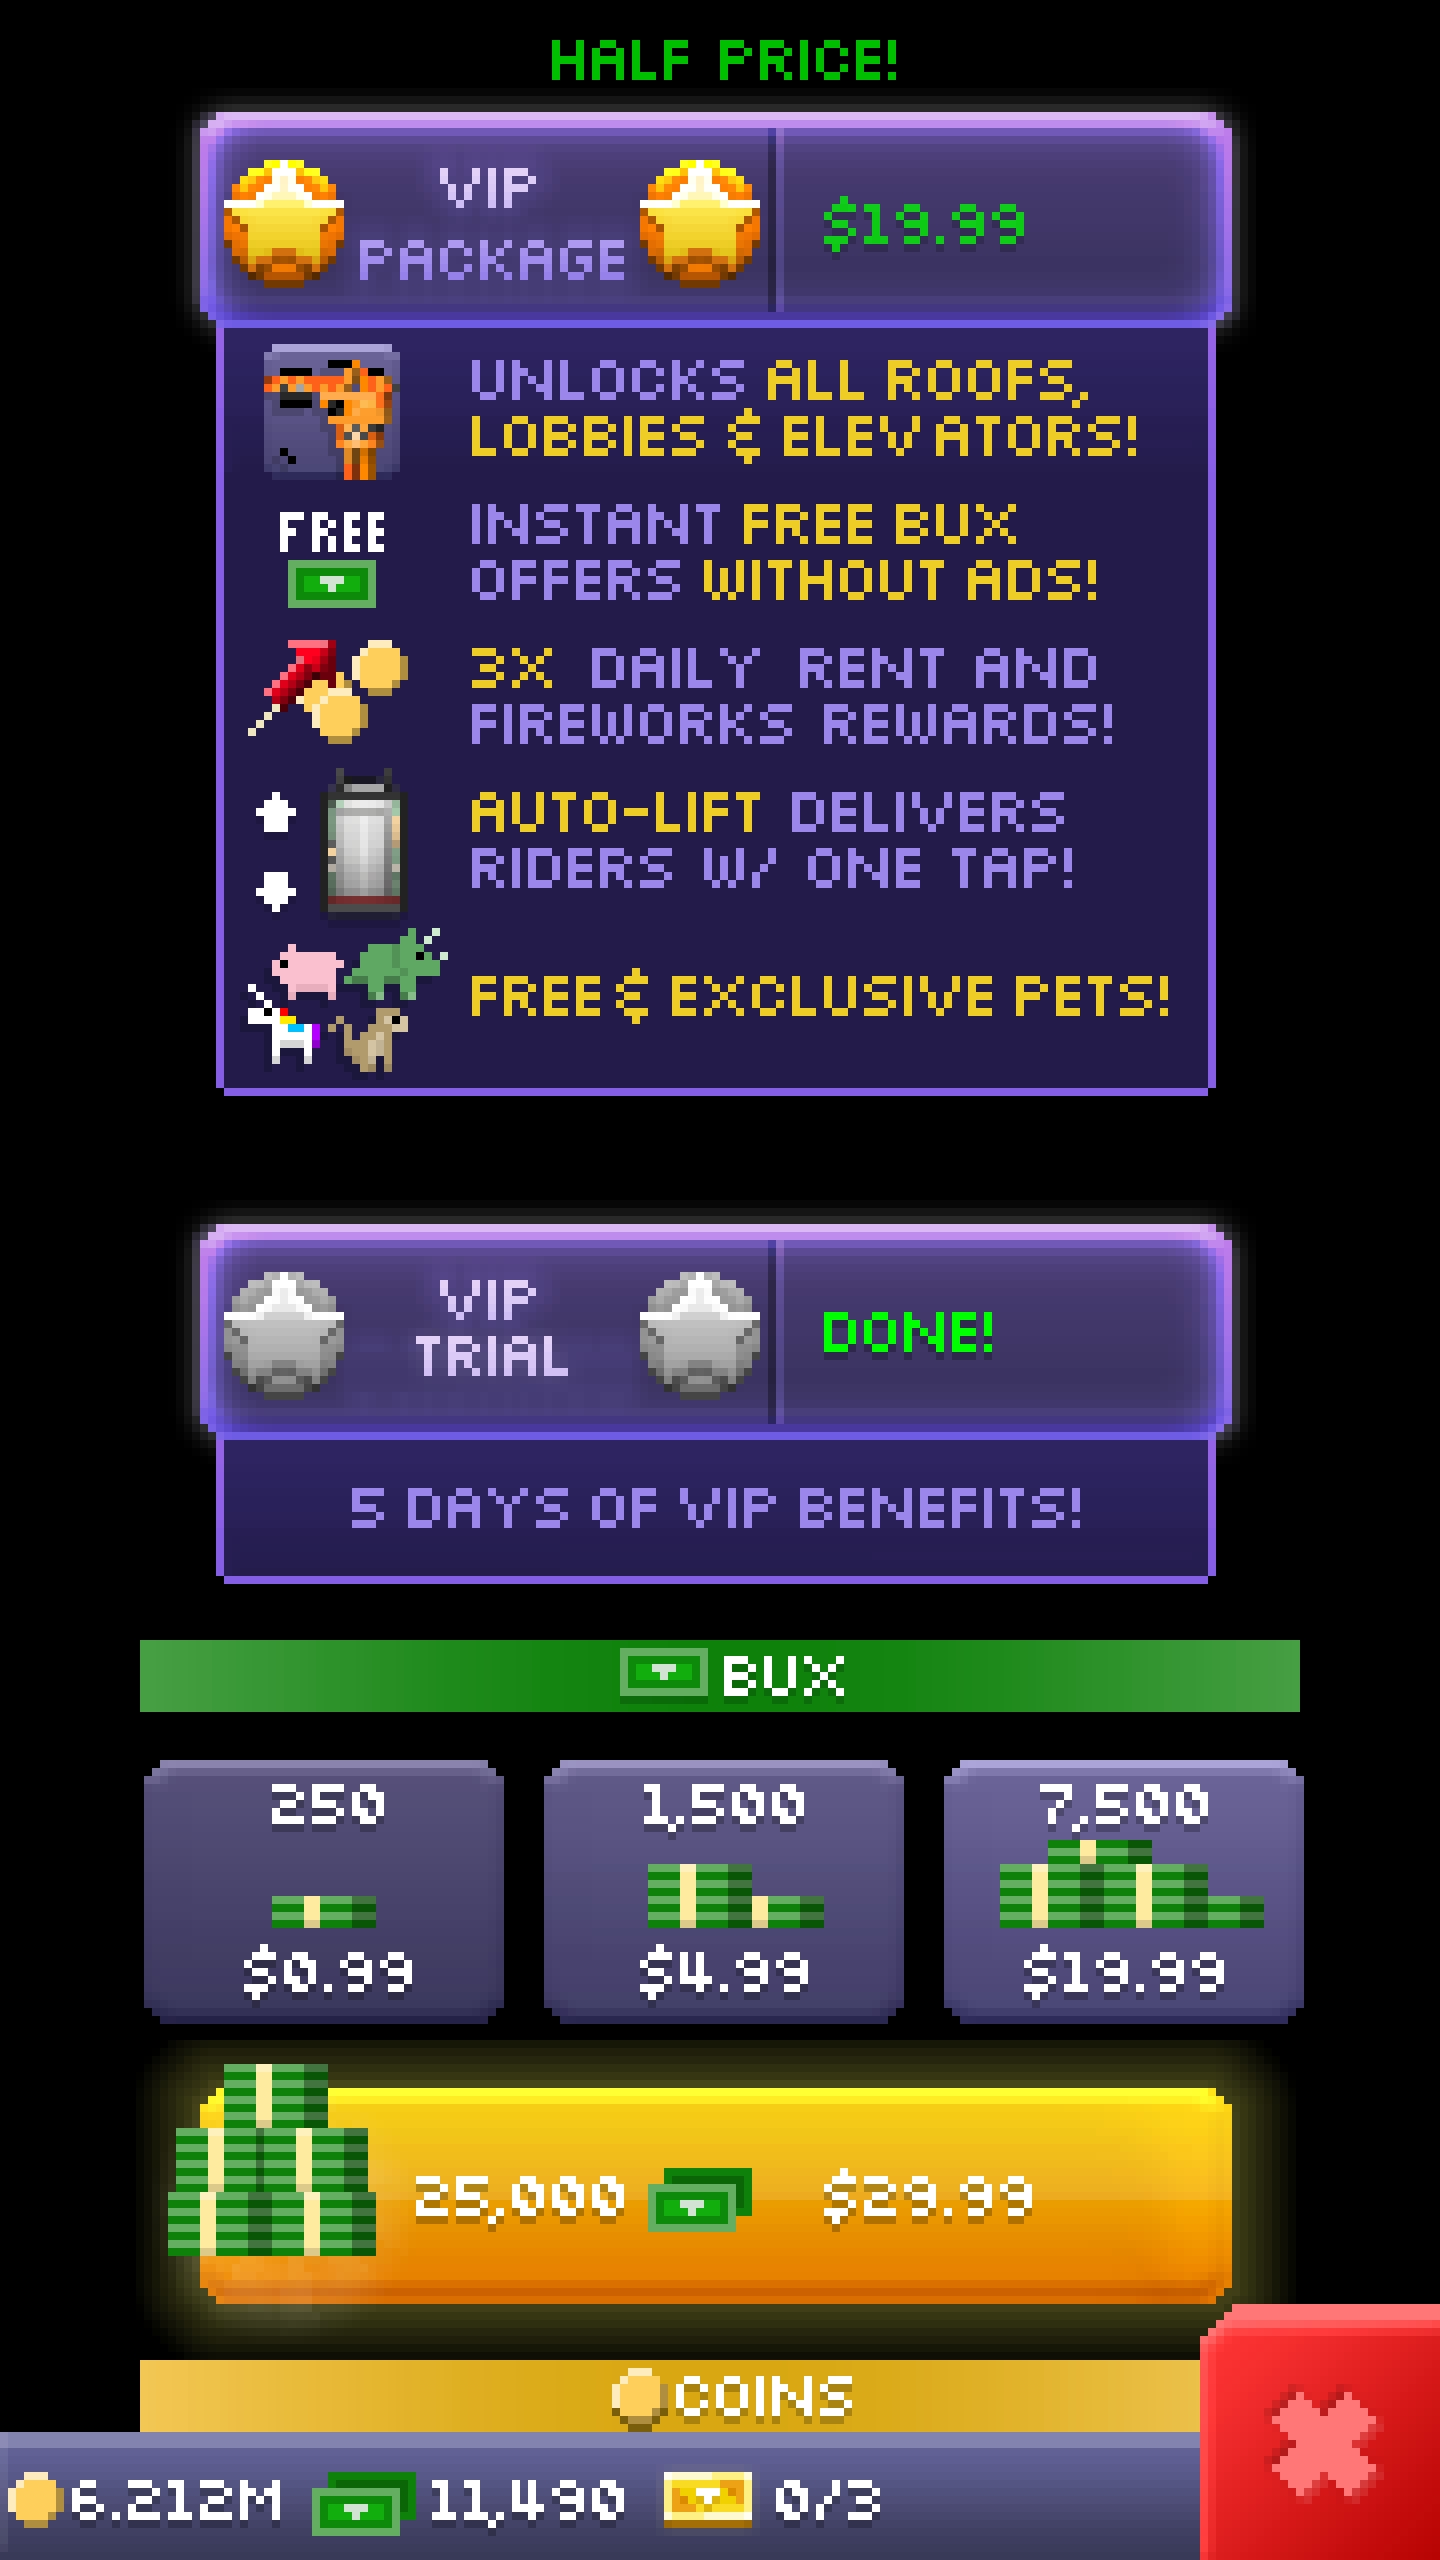 HALF PRICE!
VIP
PACKAGE
$19.99
UNLOCKS ALL ROOFS,
LOBBIES & ELEVATORS!
FREE
INSTANT FREE BUX
OFFERS WITHOUT ADS!
3X DAILY RENT AND
FIREWORKS REWARDS!
AUTO-LIFT DELIVERS
RIDERS W/ ONE TAP!
FREE & EXCLUSIVE PETS!
VIP
TRIAL
DONE!
5 DAYS OF VIP BENEFITS!
BUX
250
$0.99
1,500
$4.99
7,500
$19.99
25,000 $29.99
COINS
6.212M 11,490 0/3